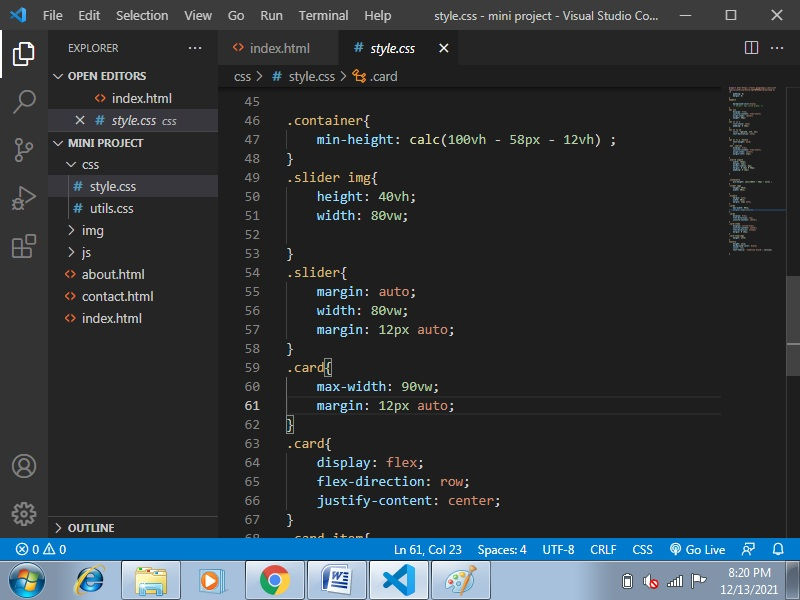 File Edit Selection View Go Run Terminal Help style.css - mini project - Visual Studio Co...
EXPLORER
OPEN EDITORS
index.html
style.css css
MINI PROJECT
css
style.css
utils.css
img
js
about.html
contact.html
index.html
OUTLINE
index.html style.css
css > # style.css > .card
45
46 .container{
47 min-height: calc(100vh - 58px - 12vh) ;
48 }
49 .slider img{
50 height: 40vh;
51 width: 80vw;
52
53 }
54 .slider{
55 margin: auto;
56 width: 80vw;
57 margin: 12px auto;
58 }
59 .card{
60 max-width: 90vw;
61 margin: 12px auto;
62 }
63 .card{
64 display: flex;
65 flex-direction: row;
66 justify-content: center;
67 }
68 .card item{
0 0 Ln 61, Col 23 Spaces: 4 UTF-8 CRLF CSS Go Live
8:20 PM
12/13/2021